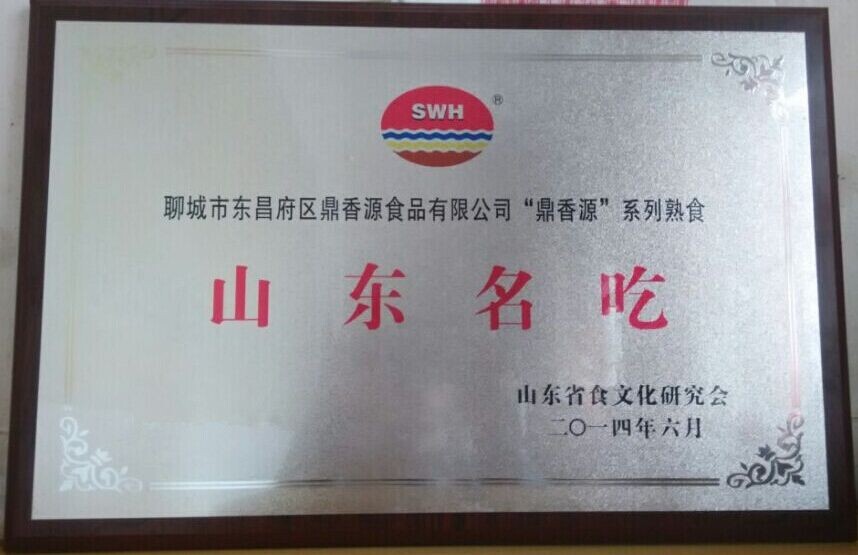 SWH®
聊城市东昌府区鼎香源食品有限公司“鼎香源”系列熟食
山东名吃
山东省食文化研究会
二〇一四年六月